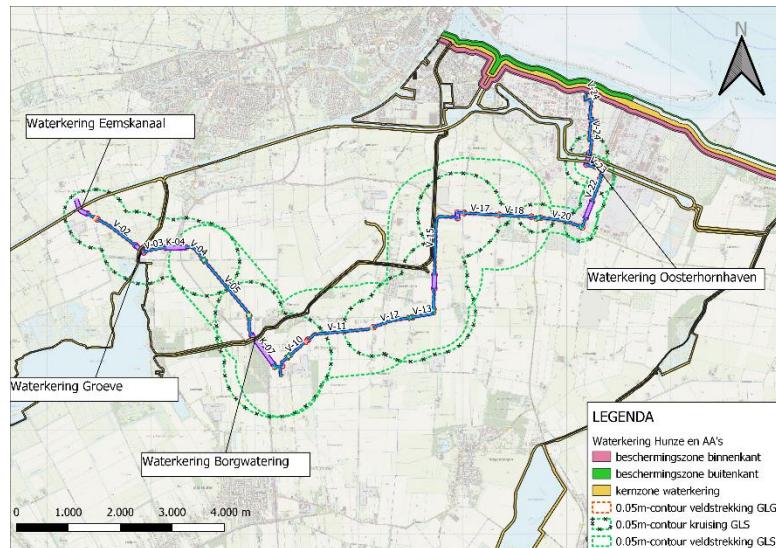 N
Waterkering Eemskanaal
V-24
V-24
V-23
V-22
V-02
V-03
K-04
V-04
V-05
V-15
V-17
V-18
V-20
Waterkering Oosterhornhaven
K-07
V-10
V-11
V-12
V-13
Waterkering Groeve
Waterkering Borgwatering
0
1.000
2.000
3.000
4.000 m
LEGENDA
Waterkering Hunze en AA's
beschermingszone binnenkant
beschermingszone buitenkant
kernzone waterkering
0.05m-contour veldstrekking GLG
0.05m-contour kruising GLS
0.05m-contour veldstrekking GLS